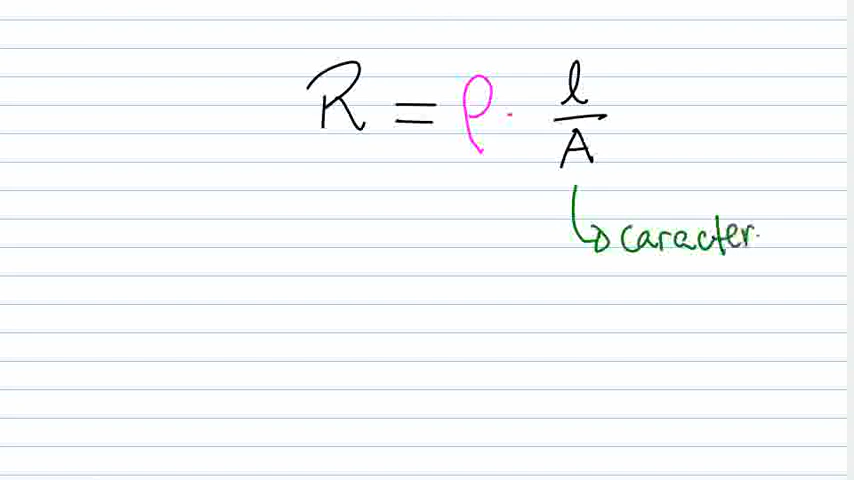 R = ρ · l/A
caracter.